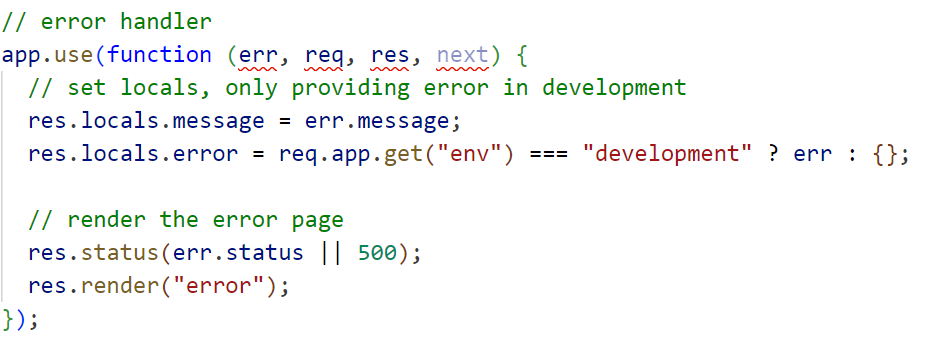 // error handler
app.use(function (err, req, res, next) {
  // set locals, only providing error in development
  res.locals.message = err.message;
  res.locals.error = req.app.get("env") === "development" ? err : {};

  // render the error page
  res.status(err.status || 500);
  res.render("error");
});